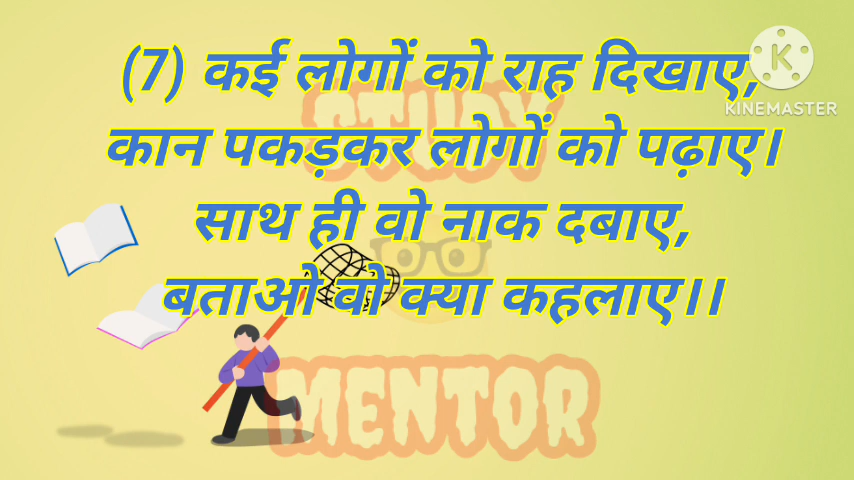 (7) कई लोगों को राह दिखाए,
KINEMASTER
STUDY
कान पकड़कर लोगों को पढ़ाए।
साथ ही वो नाक दबाए,
बताओ वो क्या कहलाए।।
MENTOR